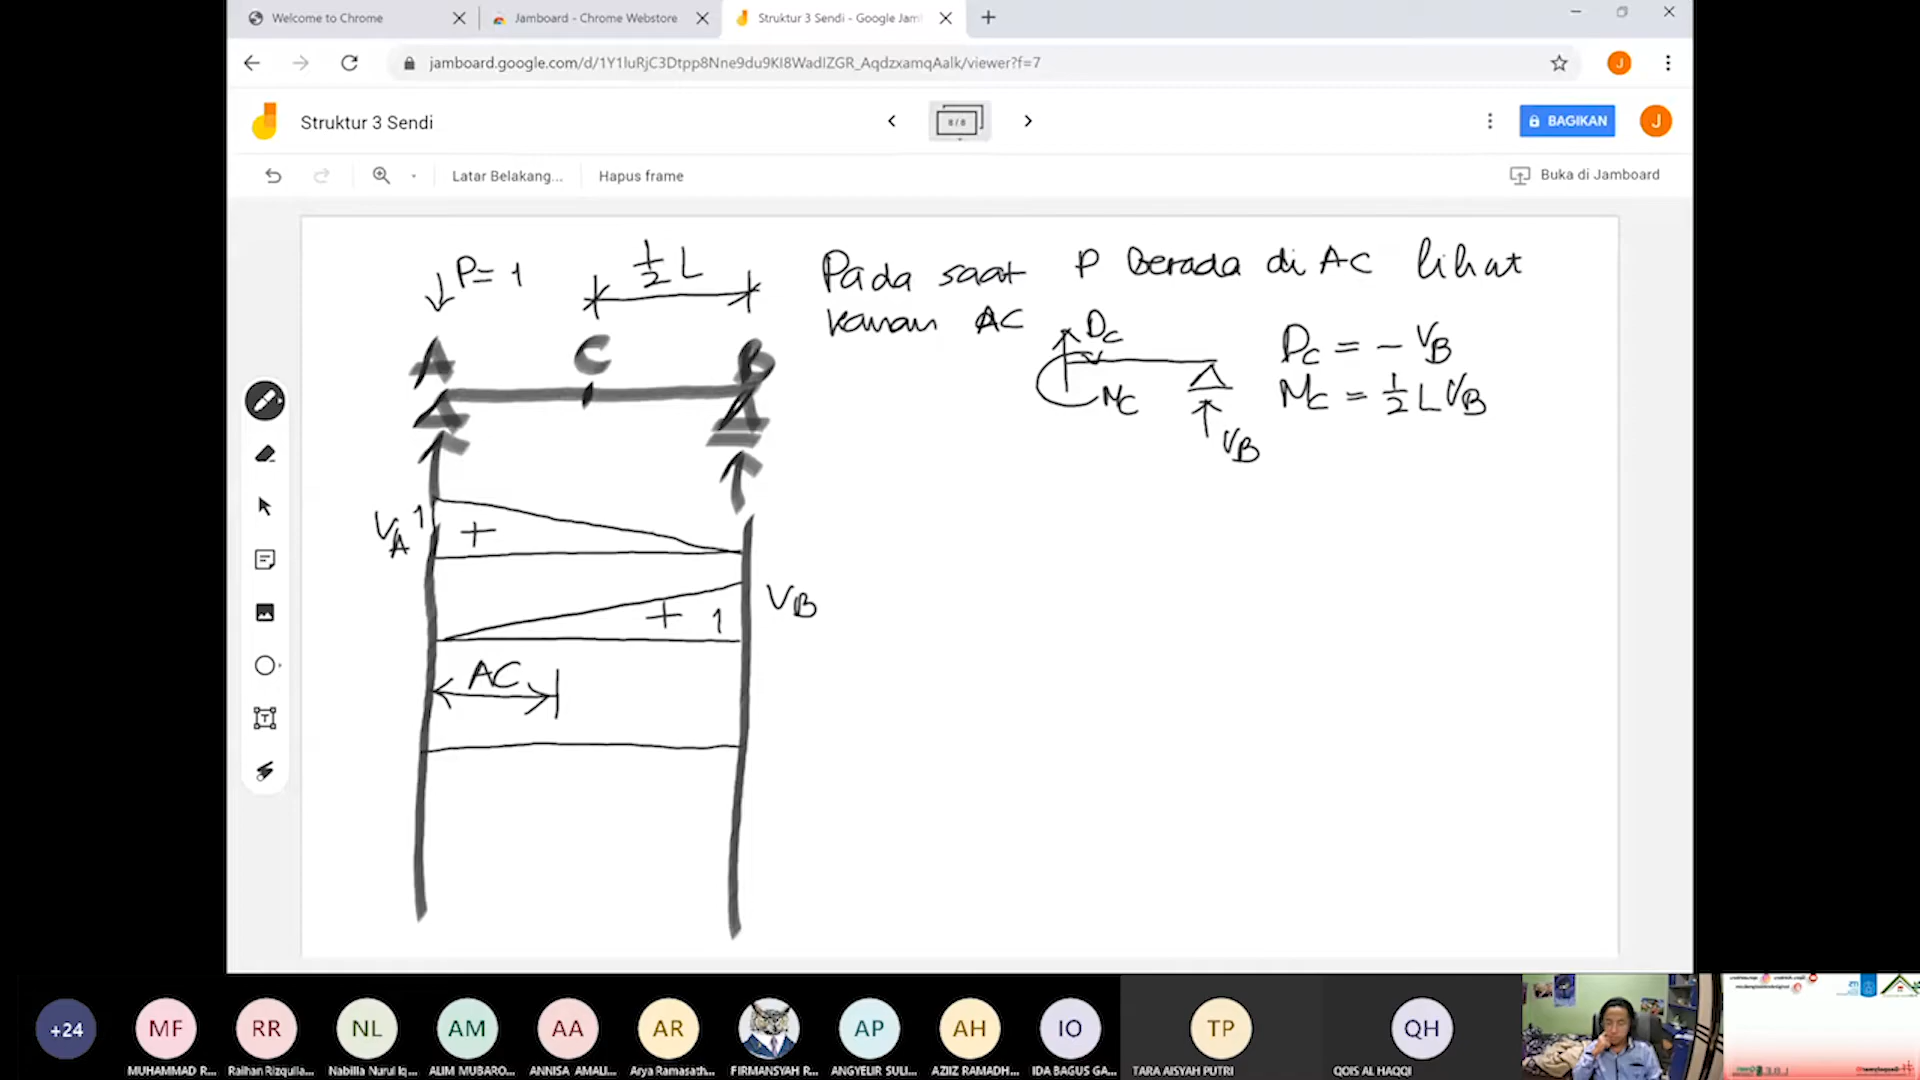 Welcome to Chrome
Jamboard - Chrome Webstore
Struktur 3 Sendi - Google Jam
jamboard.google.com/d/1Y1luRjC3Dtpp8Nne9du9KI8WadIZGR_AqdzxamqAalk/viewer?f=7
J
Struktur 3 Sendi
8 / 8
BAGIKAN
J
Latar Belakang...
Hapus frame
Buka di Jamboard
P = 1
1/2 L
Pada saat P berada di AC lihat
kanan AC
A
C
B
Dc
Mc
VB
Dc = - VB
Mc = 1/2 L VB
VA
1
+
+ 1
VB
AC
+24
MF
RR
NL
AM
AA
AR
AP
AH
IO
TP
QH
MUHAMMAD R...
Raihan Rizqulla...
Nabilla Nurul Iq...
ALIM MUBARO...
ANNISA AMALI...
Arya Ramasath...
FIRMANSYAH R...
ANGYELIR SULI...
AZIIZ RAMADH...
IDA BAGUS GA...
TARA AISYAH PUTRI
QOIS AL HAQQI